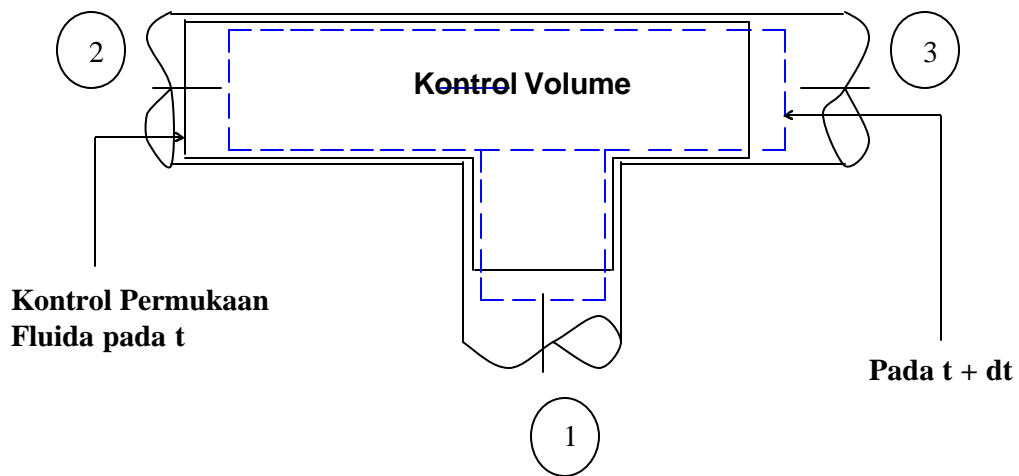 2
3
Kontrol Volume
Kontrol Permukaan
Fluida pada t
Pada t + dt
1